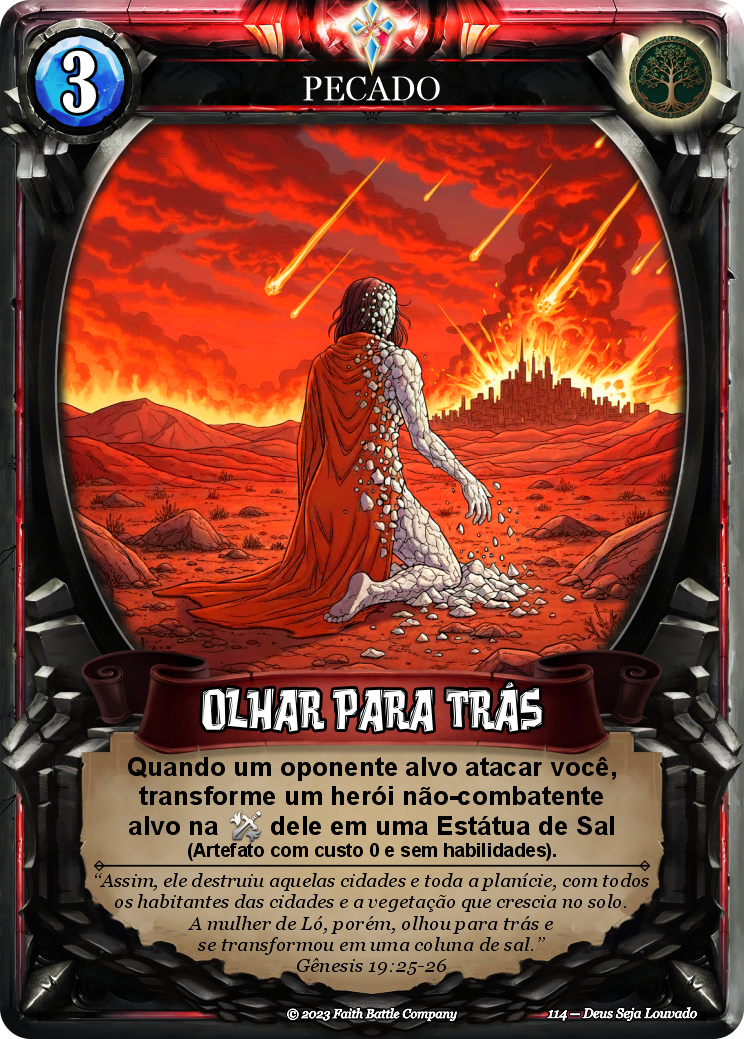 3
PECADO
OLHAR PARA TRÁS
Quando um oponente alvo atacar você,
transforme um herói não-combatente
alvo na dele em uma Estátua de Sal
(Artefato com custo 0 e sem habilidades).
“Assim, ele destruiu aquelas cidades e toda a planície, com todos
os habitantes das cidades e a vegetação que crescia no solo.
A mulher de Ló, porém, olhou para trás e
se transformou em uma coluna de sal.”
Gênesis 19:25-26
© 2023 Faith Battle Company
114 – Deus Seja Louvado